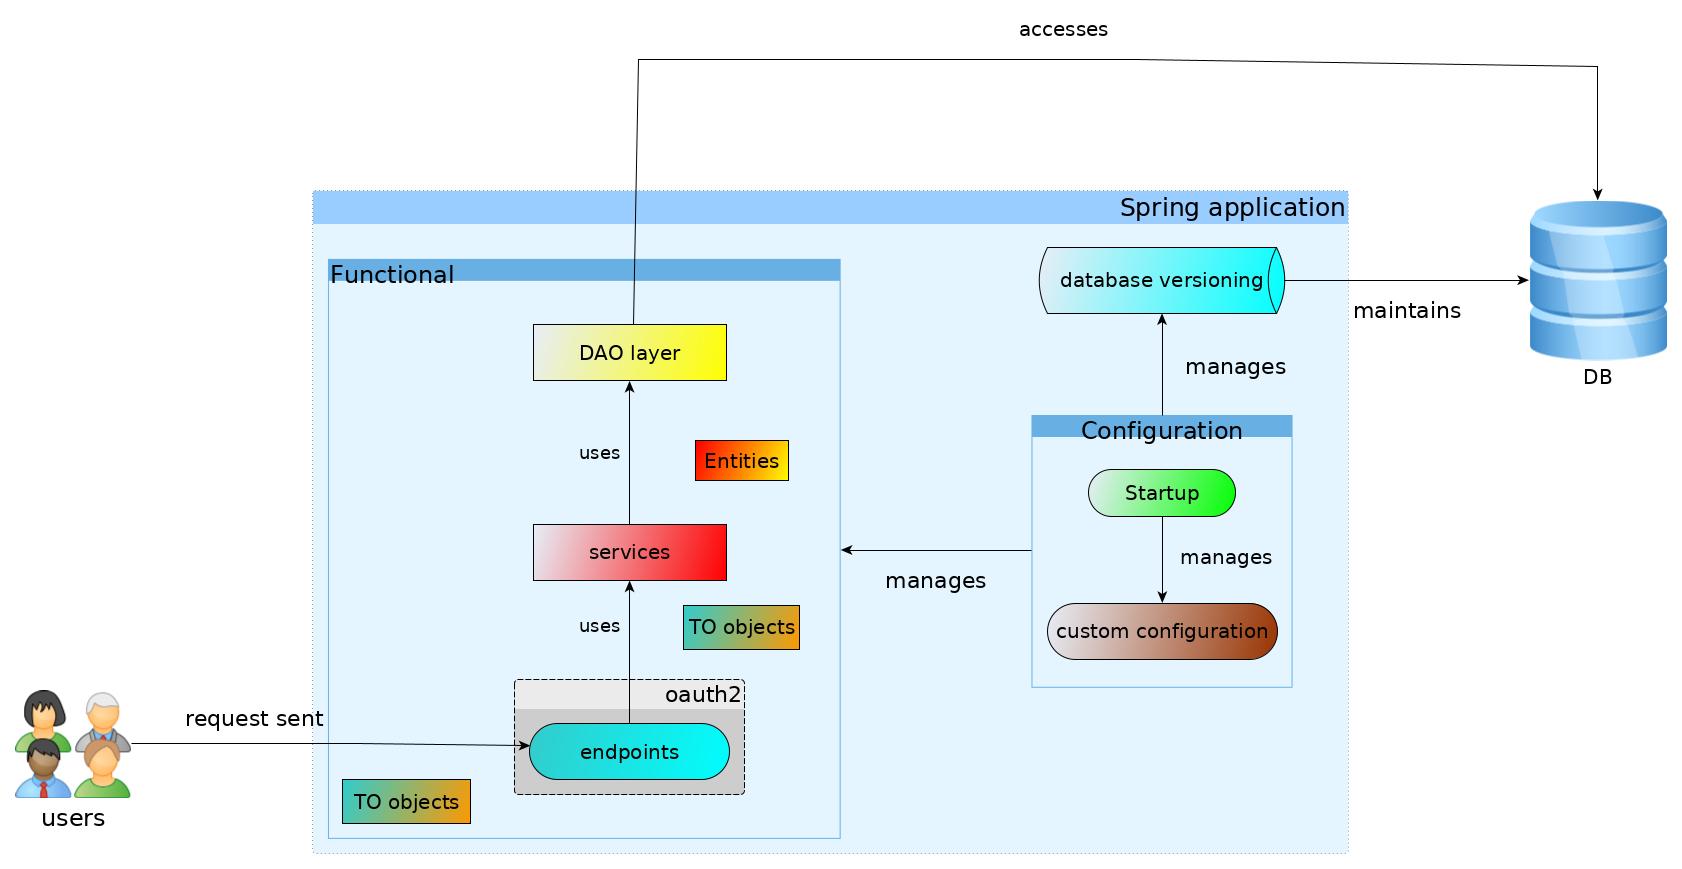 accesses
Spring application
Functional
database versioning
maintains
DAO layer
manages
DB
Configuration
uses
Entities
Startup
services
manages
manages
uses
TO objects
custom configuration
oauth2
request sent
endpoints
TO objects
users